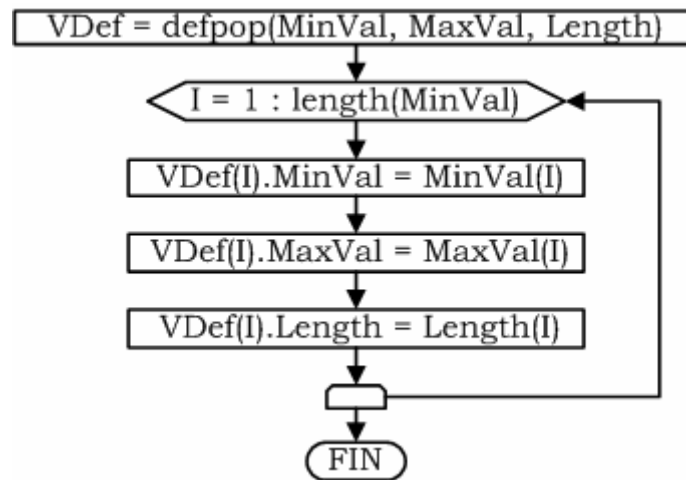 VDef = defpop(MinVal, MaxVal, Length)
I = 1 : length(MinVal)
VDef(I).MinVal = MinVal(I)
VDef(I).MaxVal = MaxVal(I)
VDef(I).Length = Length(I)
FIN